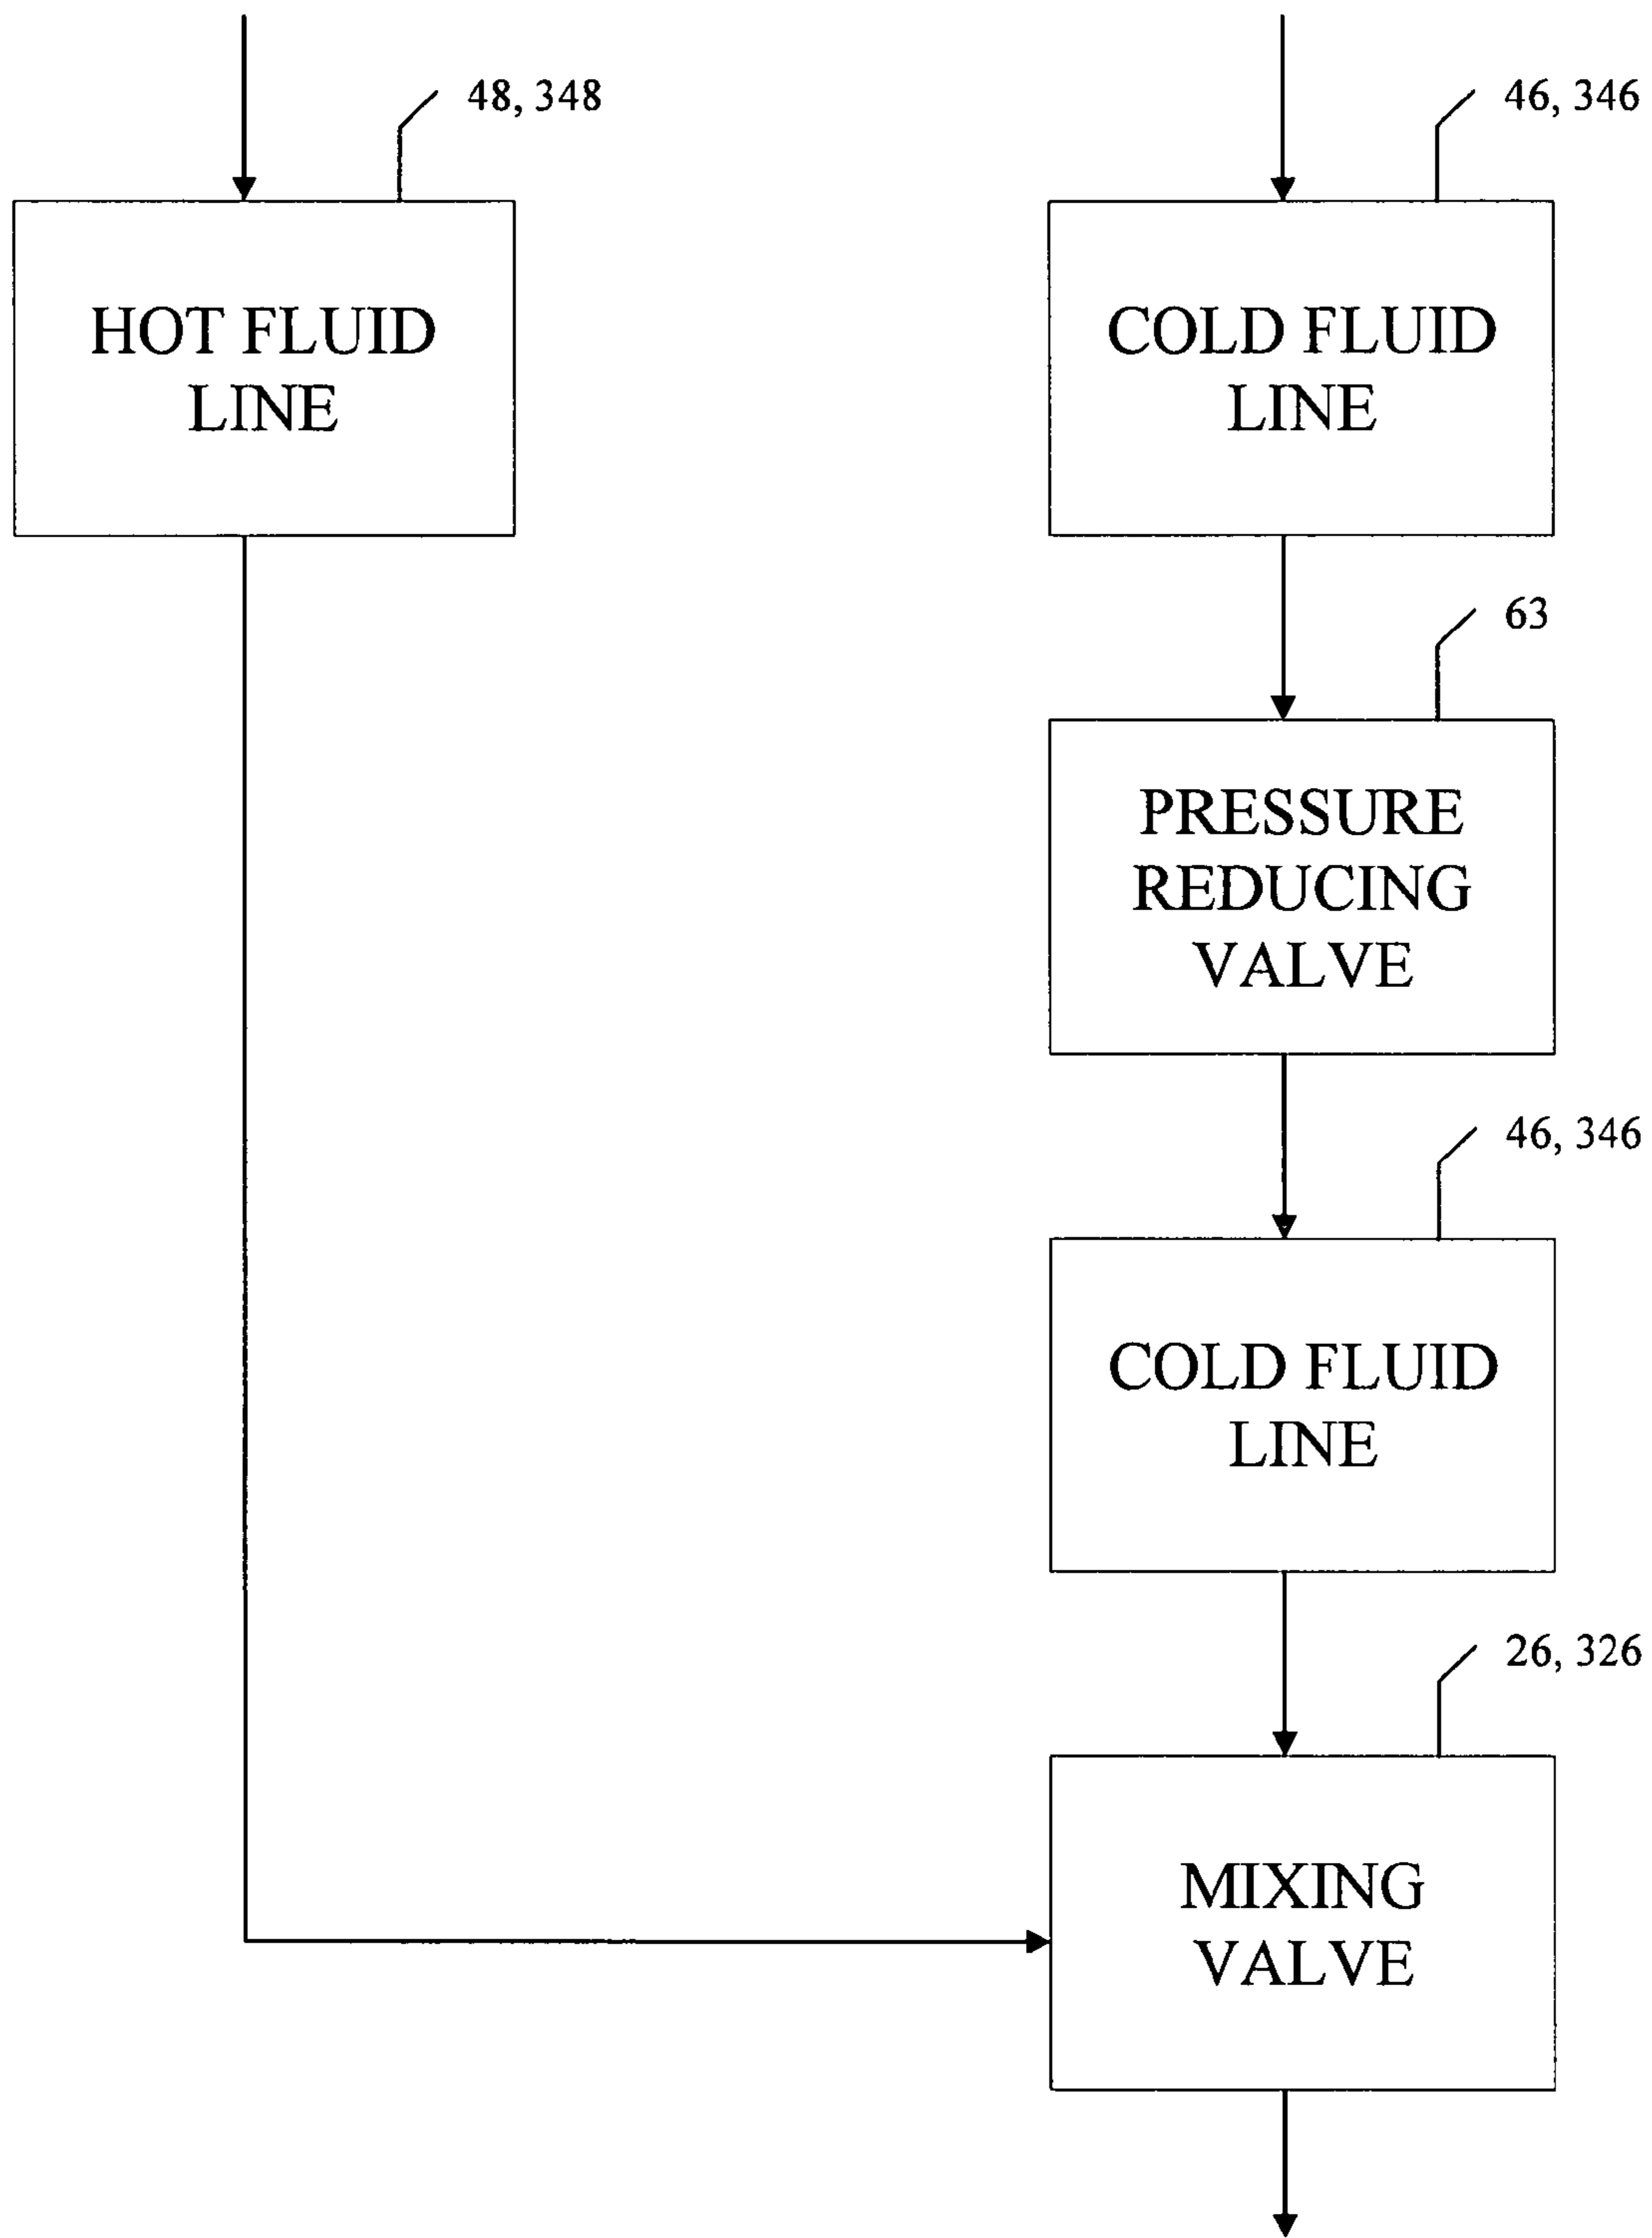 48, 348
46, 346
HOT FLUID
LINE
COLD FLUID
LINE
63
PRESSURE
REDUCING
VALVE
46, 346
COLD FLUID
LINE
26, 326
MIXING
VALVE